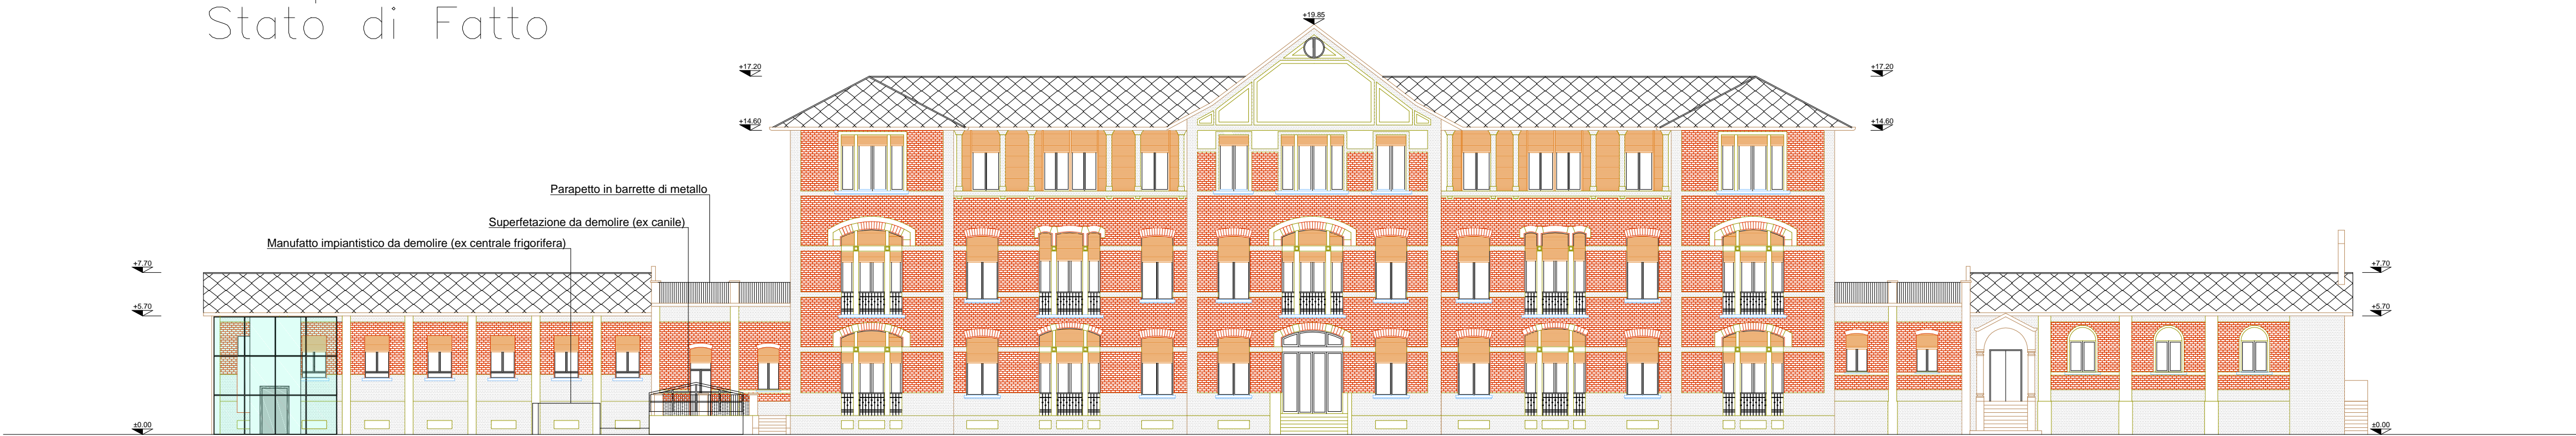 Stato di Fatto
+19.85
+17.20
+17.20
+14.60
+14.60
Parapetto in barrette di metallo
Superfetazione da demolire (ex canile)
Manufatto impiantistico da demolire (ex centrale frigorifera)
+7.70
+7.70
+5.70
+5.70
±0.00
±0.00